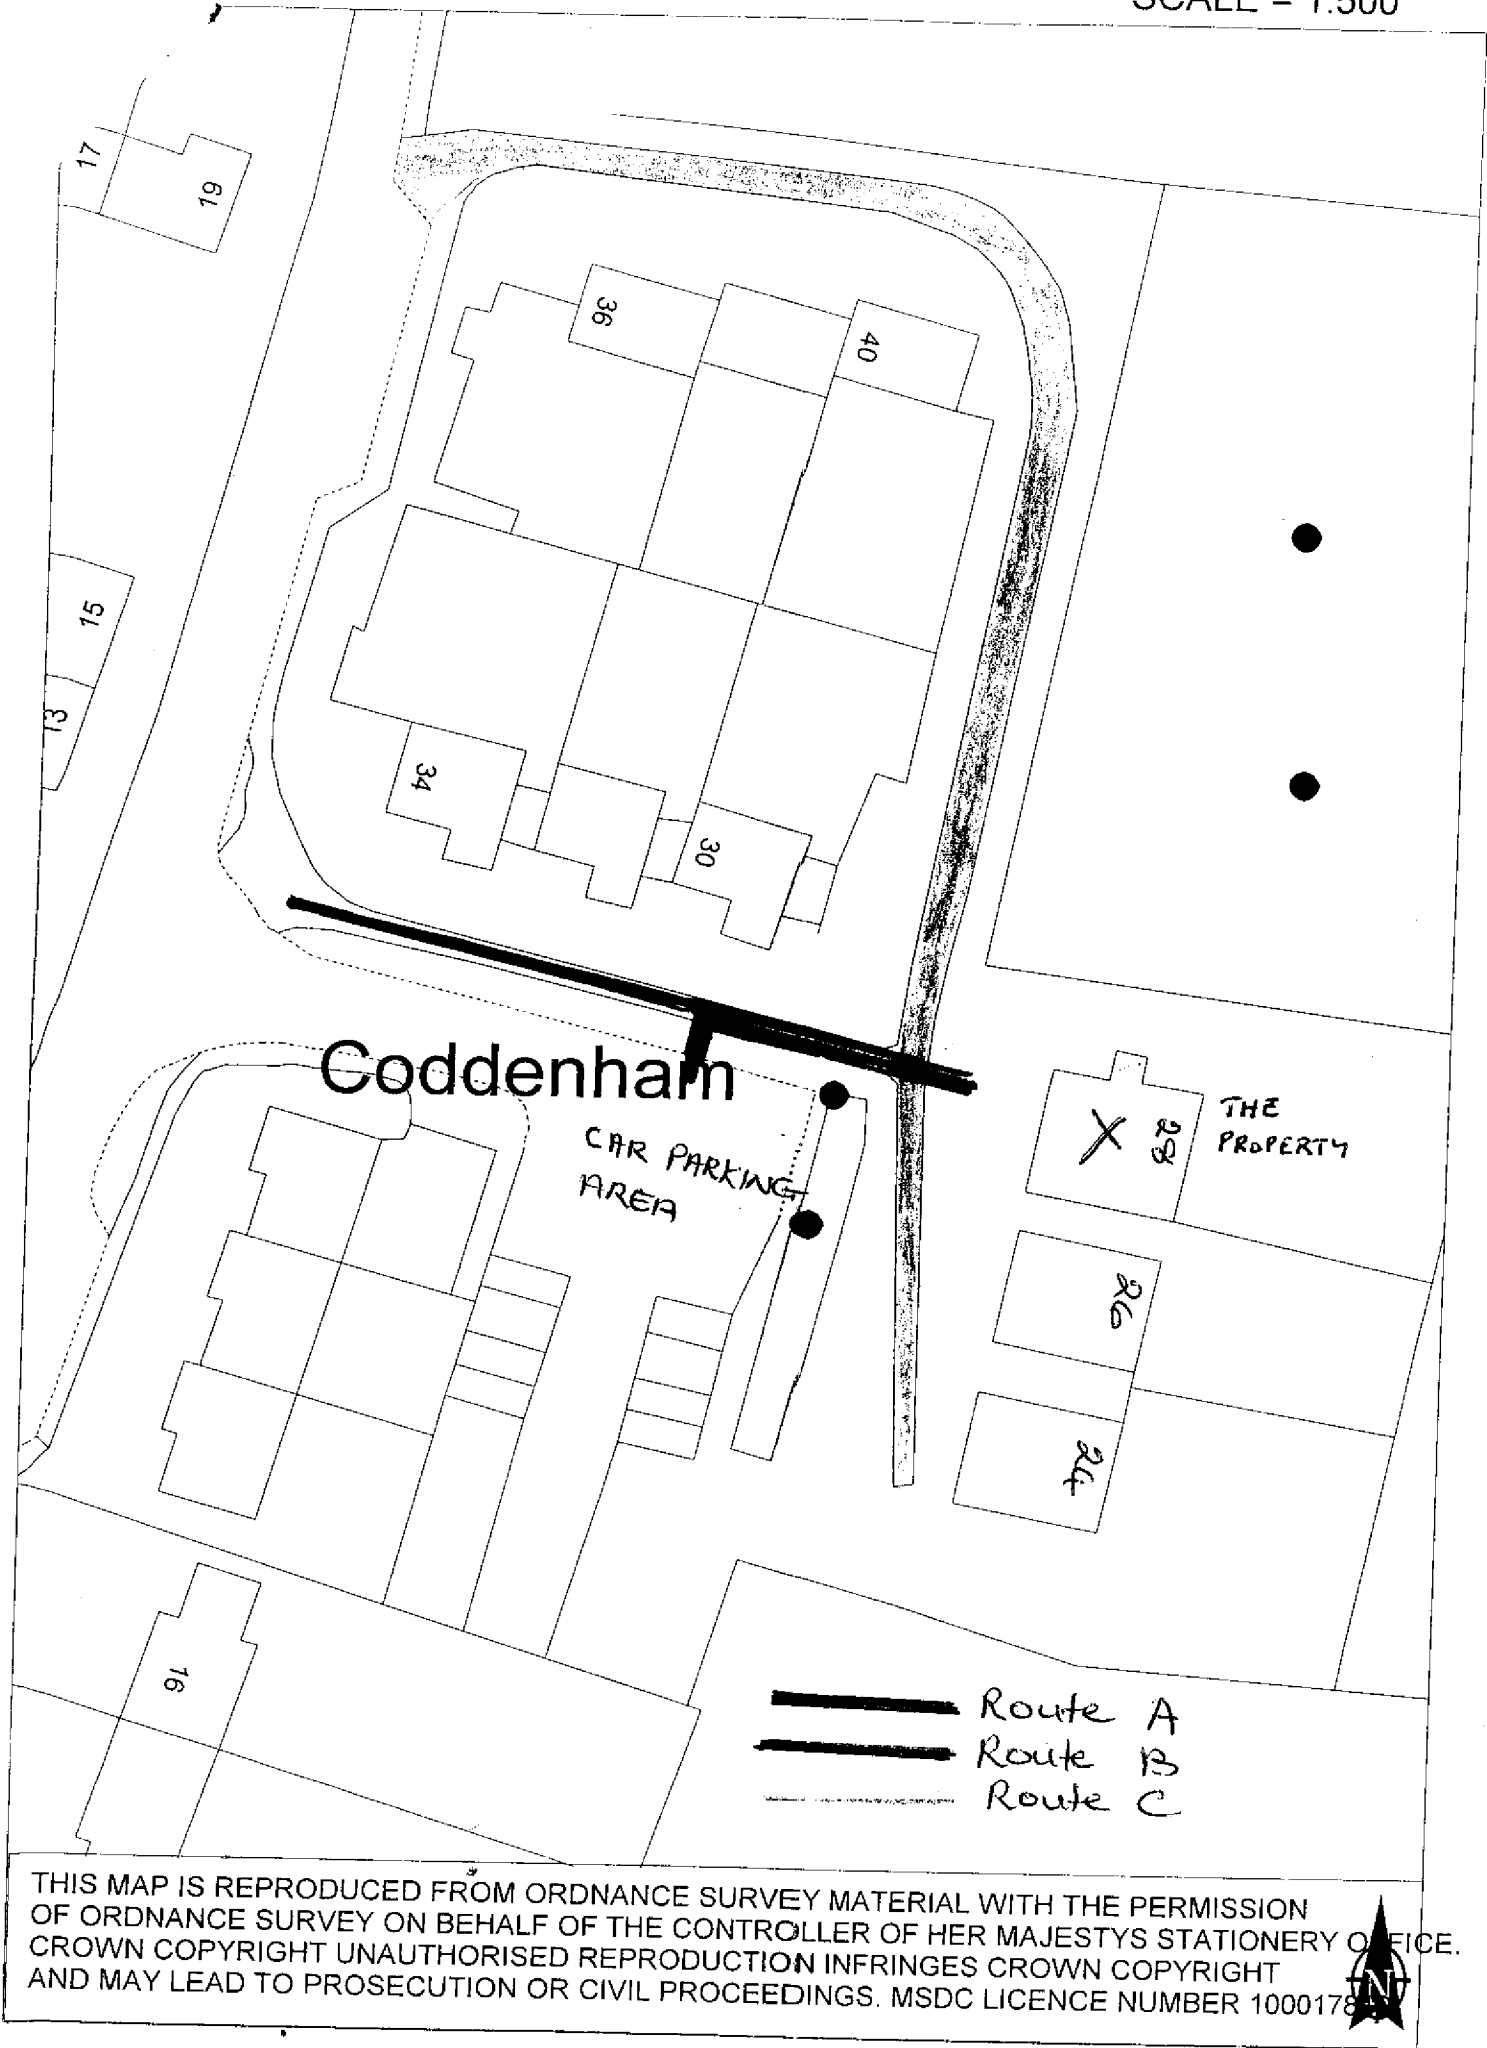 SCALE = 1:500
17
19
36
40
15
13
34
30
Coddenham
CAR PARKING
AREA
X
28
THE
PROPERTY
26
24
16
Route A
Route B
Route C
THIS MAP IS REPRODUCED FROM ORDNANCE SURVEY MATERIAL WITH THE PERMISSION
OF ORDNANCE SURVEY ON BEHALF OF THE CONTROLLER OF HER MAJESTYS STATIONERY OFFICE.
CROWN COPYRIGHT UNAUTHORISED REPRODUCTION INFRINGES CROWN COPYRIGHT
AND MAY LEAD TO PROSECUTION OR CIVIL PROCEEDINGS. MSDC LICENCE NUMBER
N